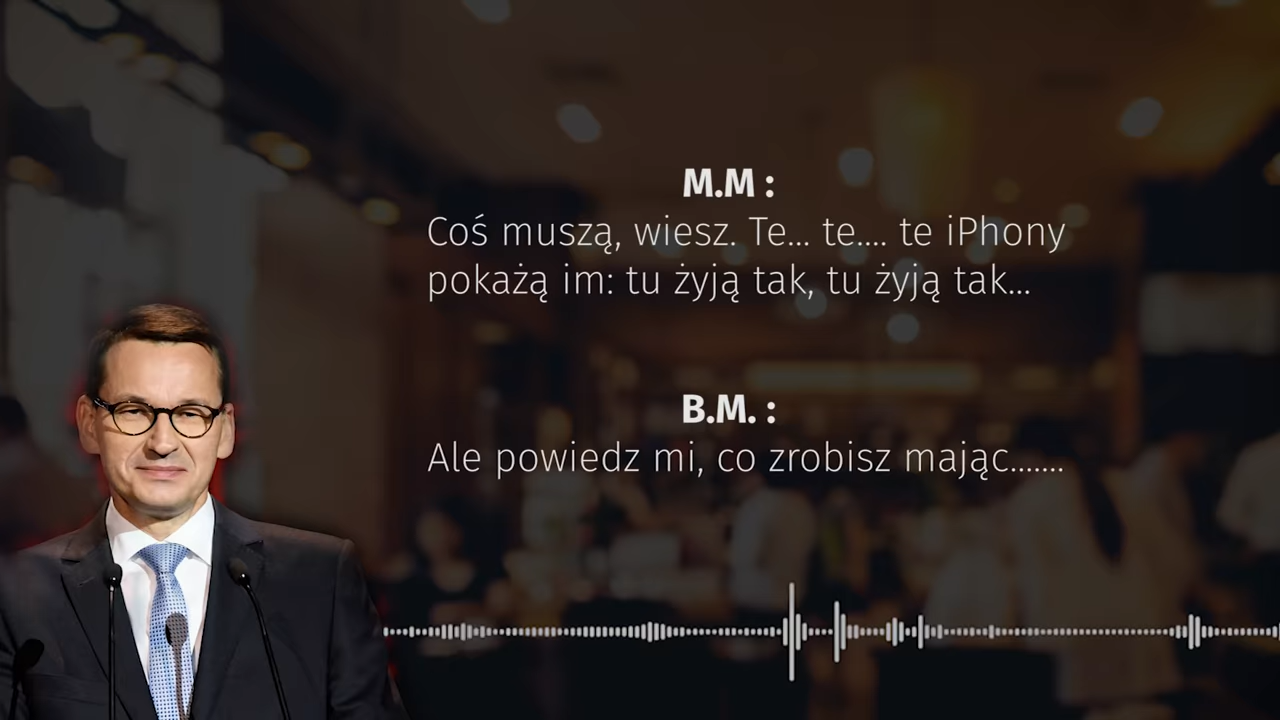 M.M :
Coś muszą, wiesz. Te... te.... te iPhony
pokażą im: tu żyją tak, tu żyją tak...
B.M. :
Ale powiedz mi, co zrobisz mając.......